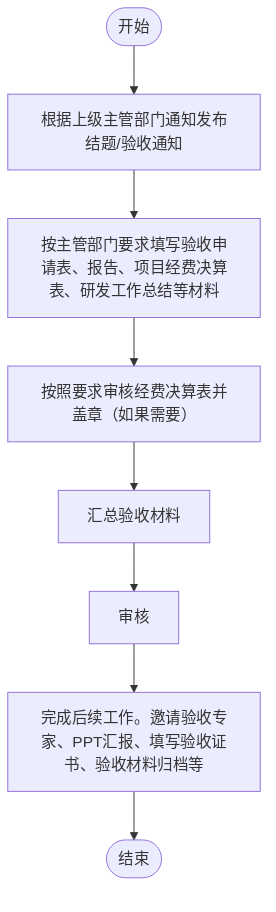 开始
根据上级主管部门通知发布
结题/验收通知
按主管部门要求填写验收申
请表、报告、项目经费决算
表、研发工作总结等材料
按照要求审核经费决算表并
盖章（如果需要）
汇总验收材料
审核
完成后续工作。邀请验收专
家、PPT汇报、填写验收证
书、验收材料归档等
结束